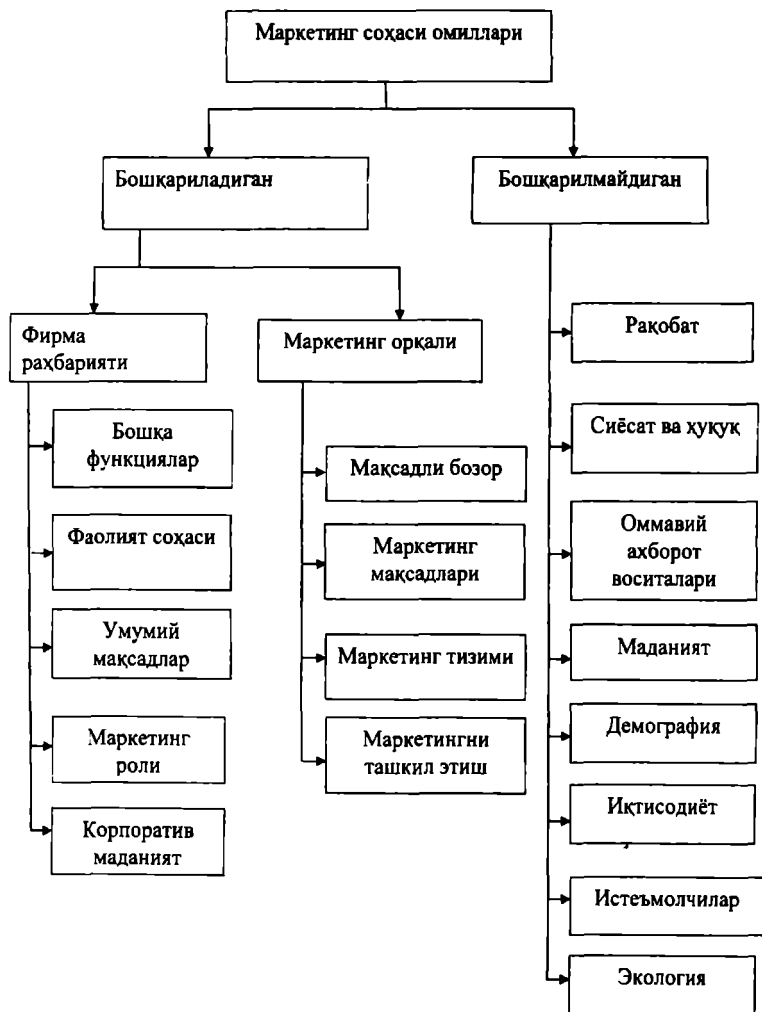 Маркетинг соҳаси омиллари
Бошқариладиган
Бошқарилмайдиган
Фирма
раҳбарияти
Маркетинг орқали
Бошқа
функциялар
Фаолият соҳаси
Умумий
мақсадлар
Маркетинг
роли
Корпоратив
маданият
Мақсадли бозор
Маркетинг
мақсадлари
Маркетинг тизими
Маркетингни
ташкил этиш
Рақобат
Сиёсат ва ҳуқуқ
Оммавий
ахборот
воситалари
Маданият
Демография
Иқтисодиёт
Истеъмолчилар
Экология